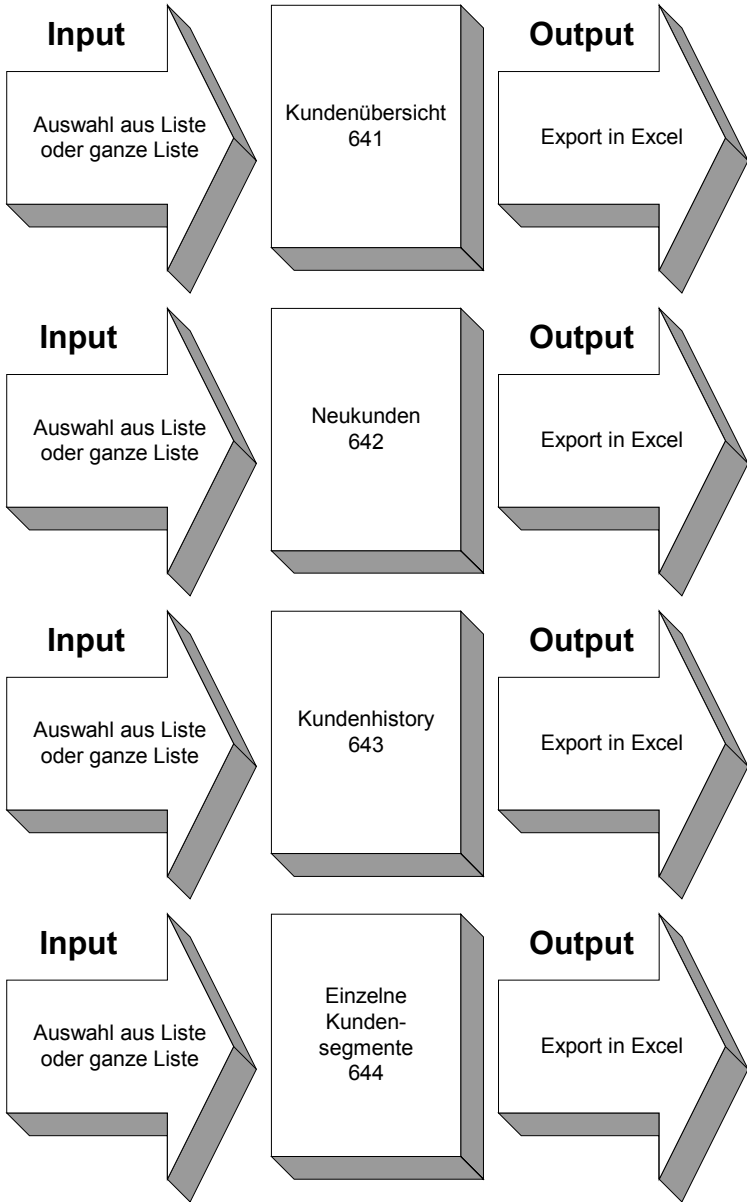 Input
Auswahl aus Liste
oder ganze Liste
Kundenübersicht
641
Output
Export in Excel
Input
Auswahl aus Liste
oder ganze Liste
Neukunden
642
Output
Export in Excel
Input
Auswahl aus Liste
oder ganze Liste
Kundenhistory
643
Output
Export in Excel
Input
Auswahl aus Liste
oder ganze Liste
Einzelne
Kunden-
segmente
644
Output
Export in Excel